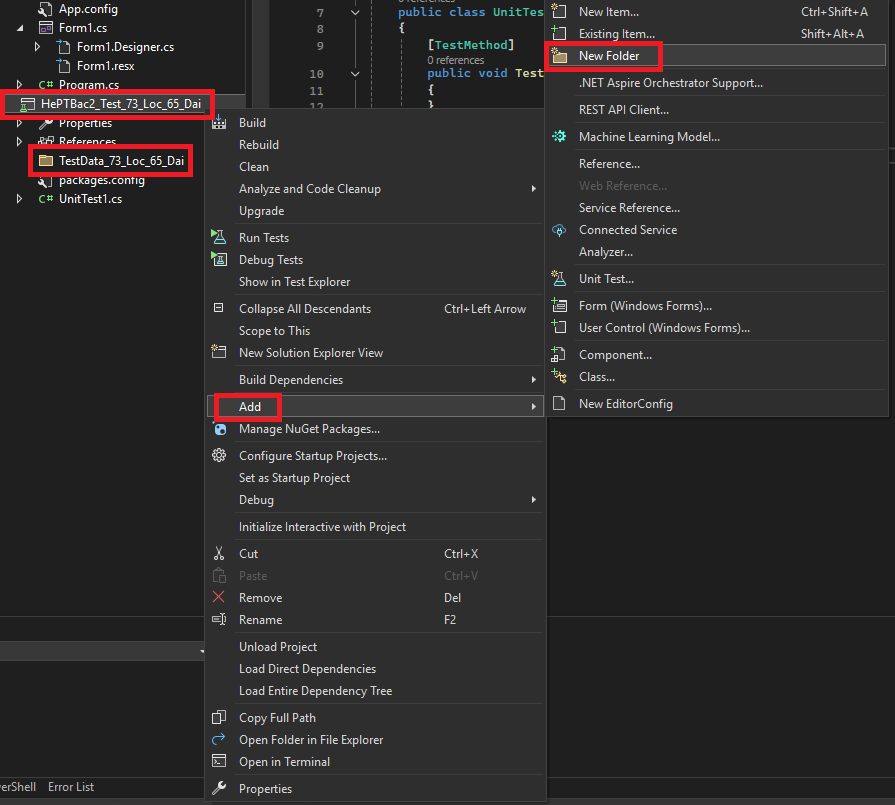 App.config
Form1.cs
Form1.Designer.cs
Form1.resx
C# Program.cs
HePTBac2_Test_73_Loc_65_Dai
Properties
References
TestData_73_Loc_65_Dai
packages.config
C# UnitTest1.cs
erShell Error List
7 public class UnitTes
8 {
9 [TestMethod]
0 references
10 public void Test
11 {
12 }
Build
Rebuild
Clean
Analyze and Code Cleanup
Upgrade
Run Tests
Debug Tests
Show in Test Explorer
Collapse All Descendants Ctrl+Left Arrow
Scope to This
New Solution Explorer View
Build Dependencies
Add
Manage NuGet Packages...
Configure Startup Projects...
Set as Startup Project
Debug
Initialize Interactive with Project
Cut Ctrl+X
Paste Ctrl+V
Remove Del
Rename F2
Unload Project
Load Direct Dependencies
Load Entire Dependency Tree
Copy Full Path
Open Folder in File Explorer
Open in Terminal
Properties
New Item... Ctrl+Shift+A
Existing Item... Shift+Alt+A
New Folder
.NET Aspire Orchestrator Support...
REST API Client...
Machine Learning Model...
Reference...
Web Reference...
Service Reference...
Connected Service
Analyzer...
Unit Test...
Form (Windows Forms)...
User Control (Windows Forms)...
Component...
Class...
New EditorConfig